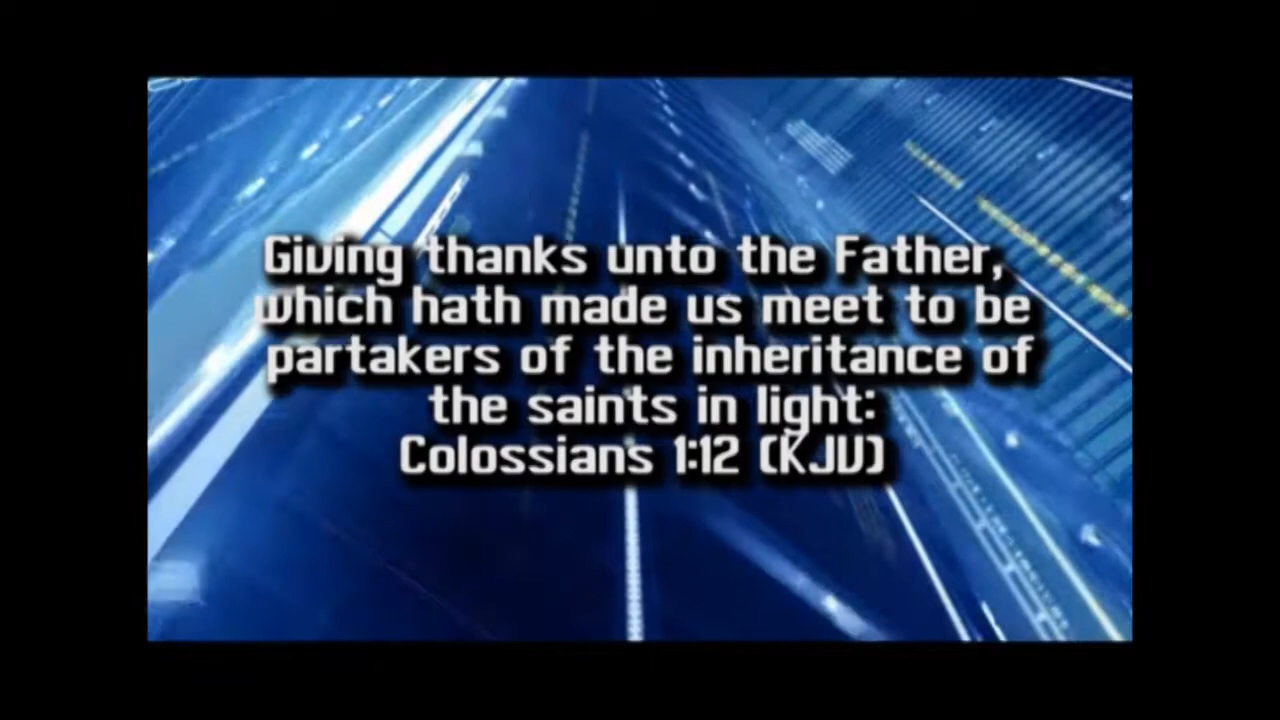 Giving thanks unto the Father,
which hath made us meet to be
partakers of the inheritance of
the saints in light:
Colossians 1:12 (KJV)